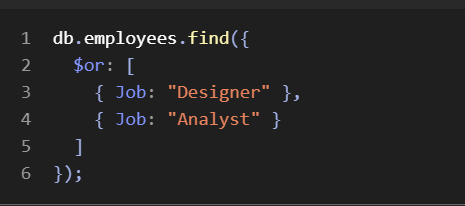 1 db.employees.find({
2   $or: [
3     { Job: "Designer" },
4     { Job: "Analyst" }
5   ]
6 });